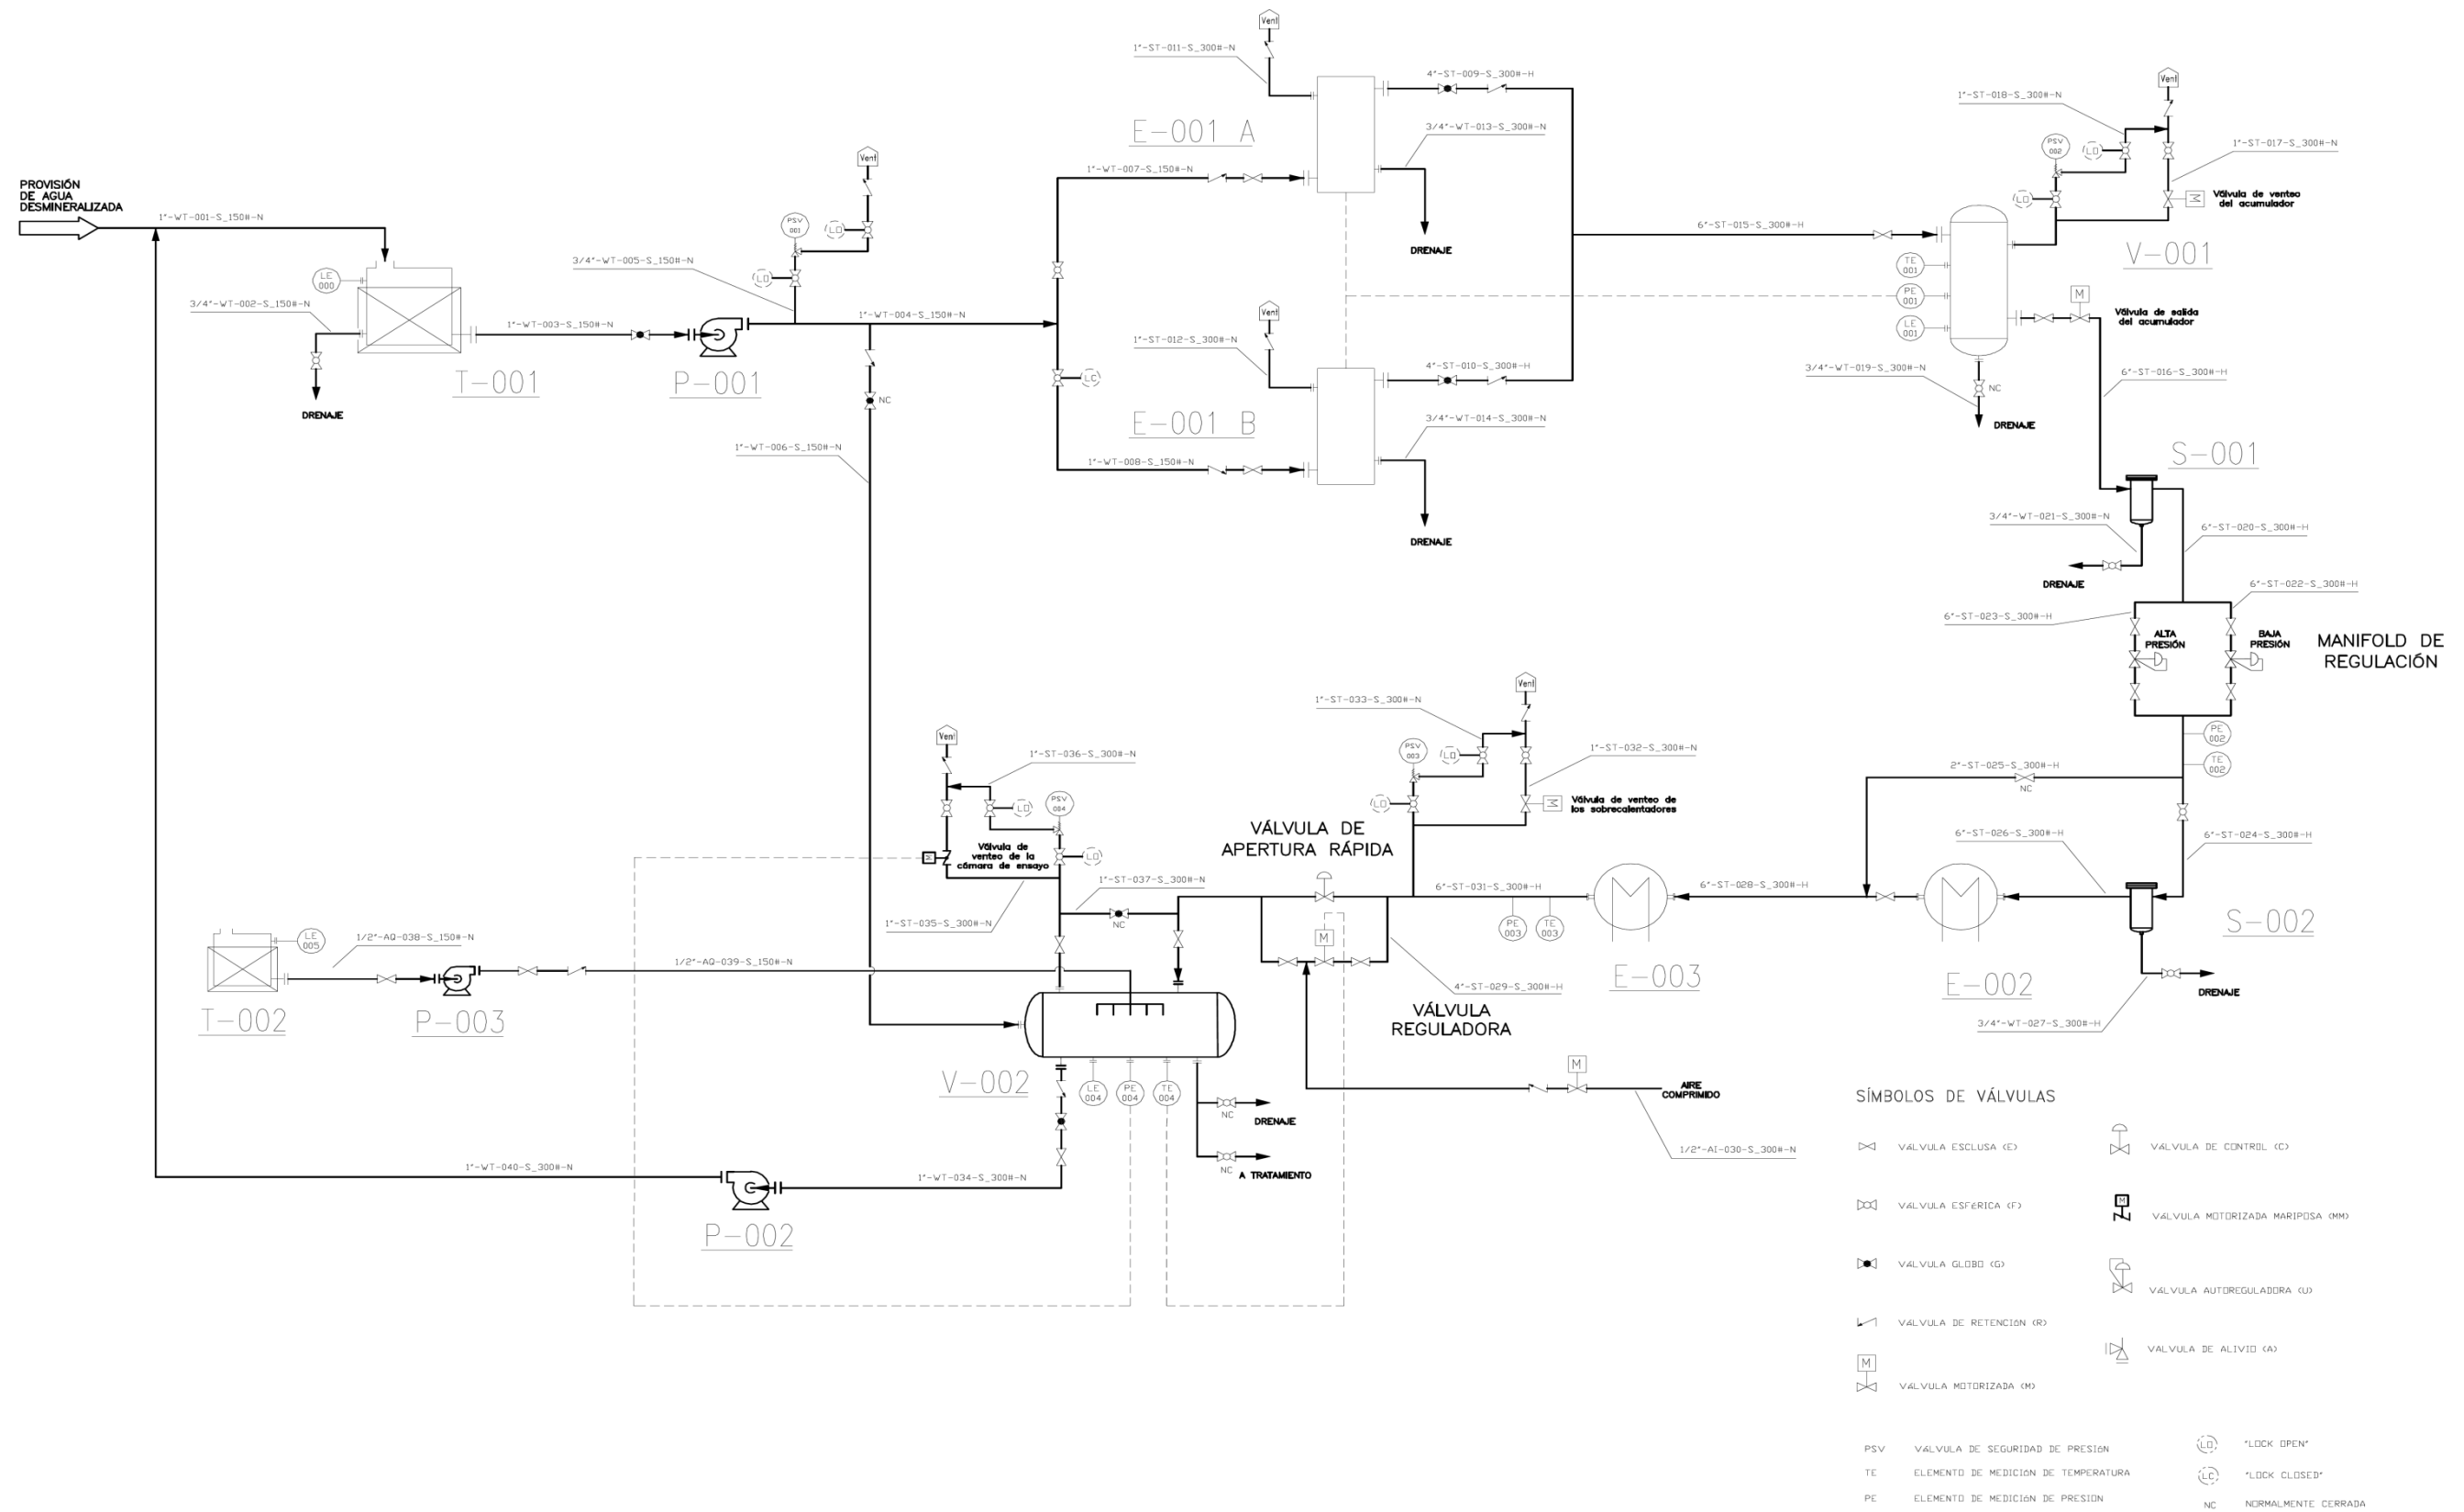 Vent
1"-ST-011-S_300#-N
4"-ST-009-S_300#-H
E-001 A
3/4"-WT-013-S_300#-N
DRENAJE
1"-WT-007-S_150#-N
Vent
1"-ST-018-S_300#-N
PSV
002
LO
LO
1"-ST-017-S_300#-N
M
Válvula de venteo
del acumulador
V-001
6"-ST-015-S_300#-H
TE
001
PE
001
LE
001
M
Válvula de salida
del acumulador
3/4"-WT-019-S_300#-N
NC
DRENAJE
6"-ST-016-S_300#-H
PROVISIÓN
DE AGUA
DESMINERALIZADA
1"-WT-001-S_150#-N
LE
000
3/4"-WT-002-S_150#-N
DRENAJE
T-001
1"-WT-003-S_150#-N
P-001
Vent
PSV
001
LO
LO
3/4"-WT-005-S_150#-N
1"-WT-004-S_150#-N
NC
1"-WT-006-S_150#-N
LC
Vent
1"-ST-012-S_300#-N
4"-ST-010-S_300#-H
E-001 B
3/4"-WT-014-S_300#-N
1"-WT-008-S_150#-N
DRENAJE
S-001
3/4"-WT-021-S_300#-N
6"-ST-020-S_300#-H
DRENAJE
6"-ST-022-S_300#-H
6"-ST-023-S_300#-H
ALTA
PRESIÓN
BAJA
PRESIÓN
MANIFOLD DE
REGULACIÓN
PE
002
TE
002
2"-ST-025-S_300#-H
NC
6"-ST-026-S_300#-H
6"-ST-024-S_300#-H
S-002
E-002
DRENAJE
3/4"-WT-027-S_300#-H
6"-ST-028-S_300#-H
E-003
Vent
1"-ST-033-S_300#-N
PSV
003
LO
LO
1"-ST-032-S_300#-N
M
Válvula de venteo de
los sobrecalentadores
VÁLVULA DE
APERTURA RÁPIDA
6"-ST-031-S_300#-H
PE
003
TE
003
M
4"-ST-029-S_300#-H
VÁLVULA
REGULADORA
M
AIRE
COMPRIMIDO
1/2"-AI-030-S_300#-N
Vent
1"-ST-036-S_300#-N
LO
PSV
004
M
Válvula de
venteo de la
cámara de ensayo
LO
1"-ST-037-S_300#-N
NC
1"-ST-035-S_300#-N
LE
005
1/2"-AQ-038-S_150#-N
1/2"-AQ-039-S_150#-N
T-002
P-003
V-002
LE
004
PE
004
TE
004
NC
DRENAJE
NC
A TRATAMIENTO
1"-WT-040-S_300#-N
1"-WT-034-S_300#-N
P-002
SÍMBOLOS DE VÁLVULAS
VÁLVULA ESCLUSA (E)
VÁLVULA DE CONTROL (C)
VÁLVULA ESFéRICA (F)
M
VÁLVULA MOTORIZADA MARIPOSA (MM)
VÁLVULA GLOBO (G)
VÁLVULA AUTOREGULADORA (U)
VÁLVULA DE RETENCIóN (R)
VALVULA DE ALIVIO (A)
M
VÁLVULA MOTORIZADA (M)
PSV VÁLVULA DE SEGURIDAD DE PRESIóN
LO "LOCK OPEN"
TE ELEMENTO DE MEDICIóN DE TEMPERATURA
LC "LOCK CLOSED"
PE ELEMENTO DE MEDICIóN DE PRESION
NC NORMALMENTE CERRADA